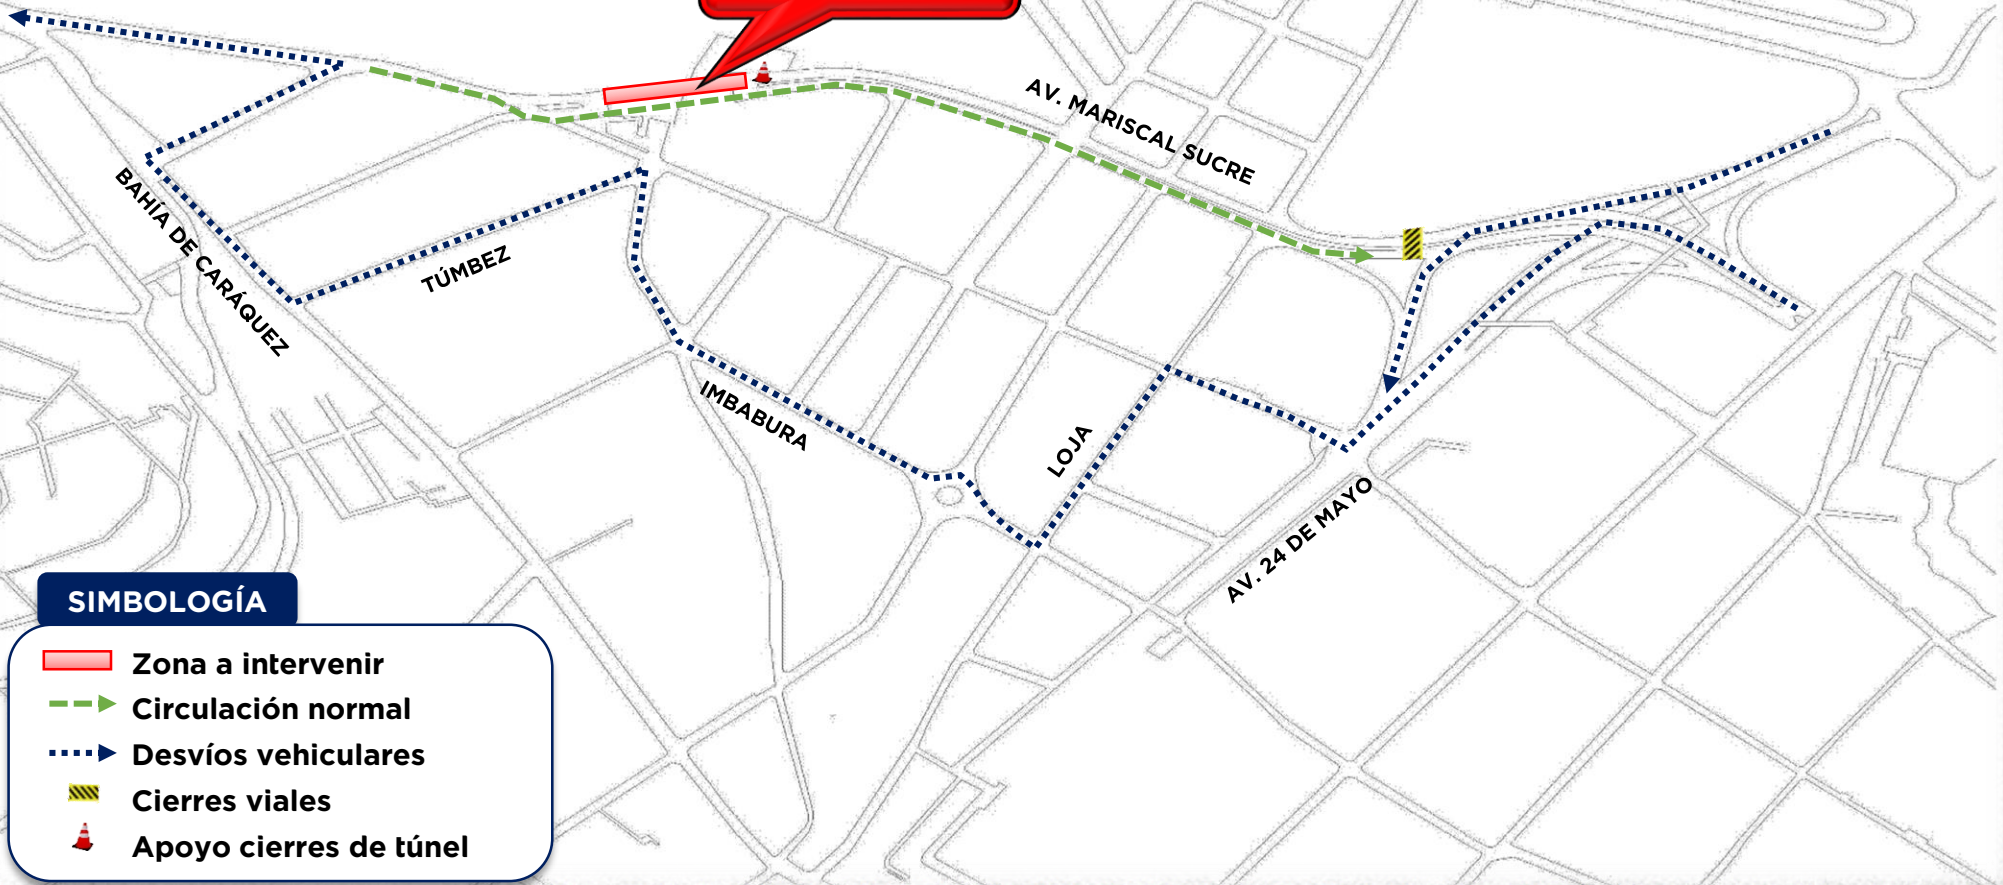 AV. MARISCAL SUCRE
BAHÍA DE CARÁQUEZ
TÚMBEZ
IMBABURA
LOJA
AV. 24 DE MAYO
SIMBOLOGÍA
Zona a intervenir
Circulación normal
Desvíos vehiculares
Cierres viales
Apoyo cierres de túnel